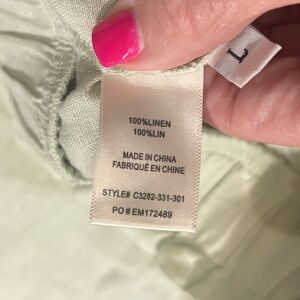 100%LINEN
100%LIN
MADE IN CHINA
FABRIQUÉ EN CHINE
STYLE# C3282-331-301
PO # EM172489
L